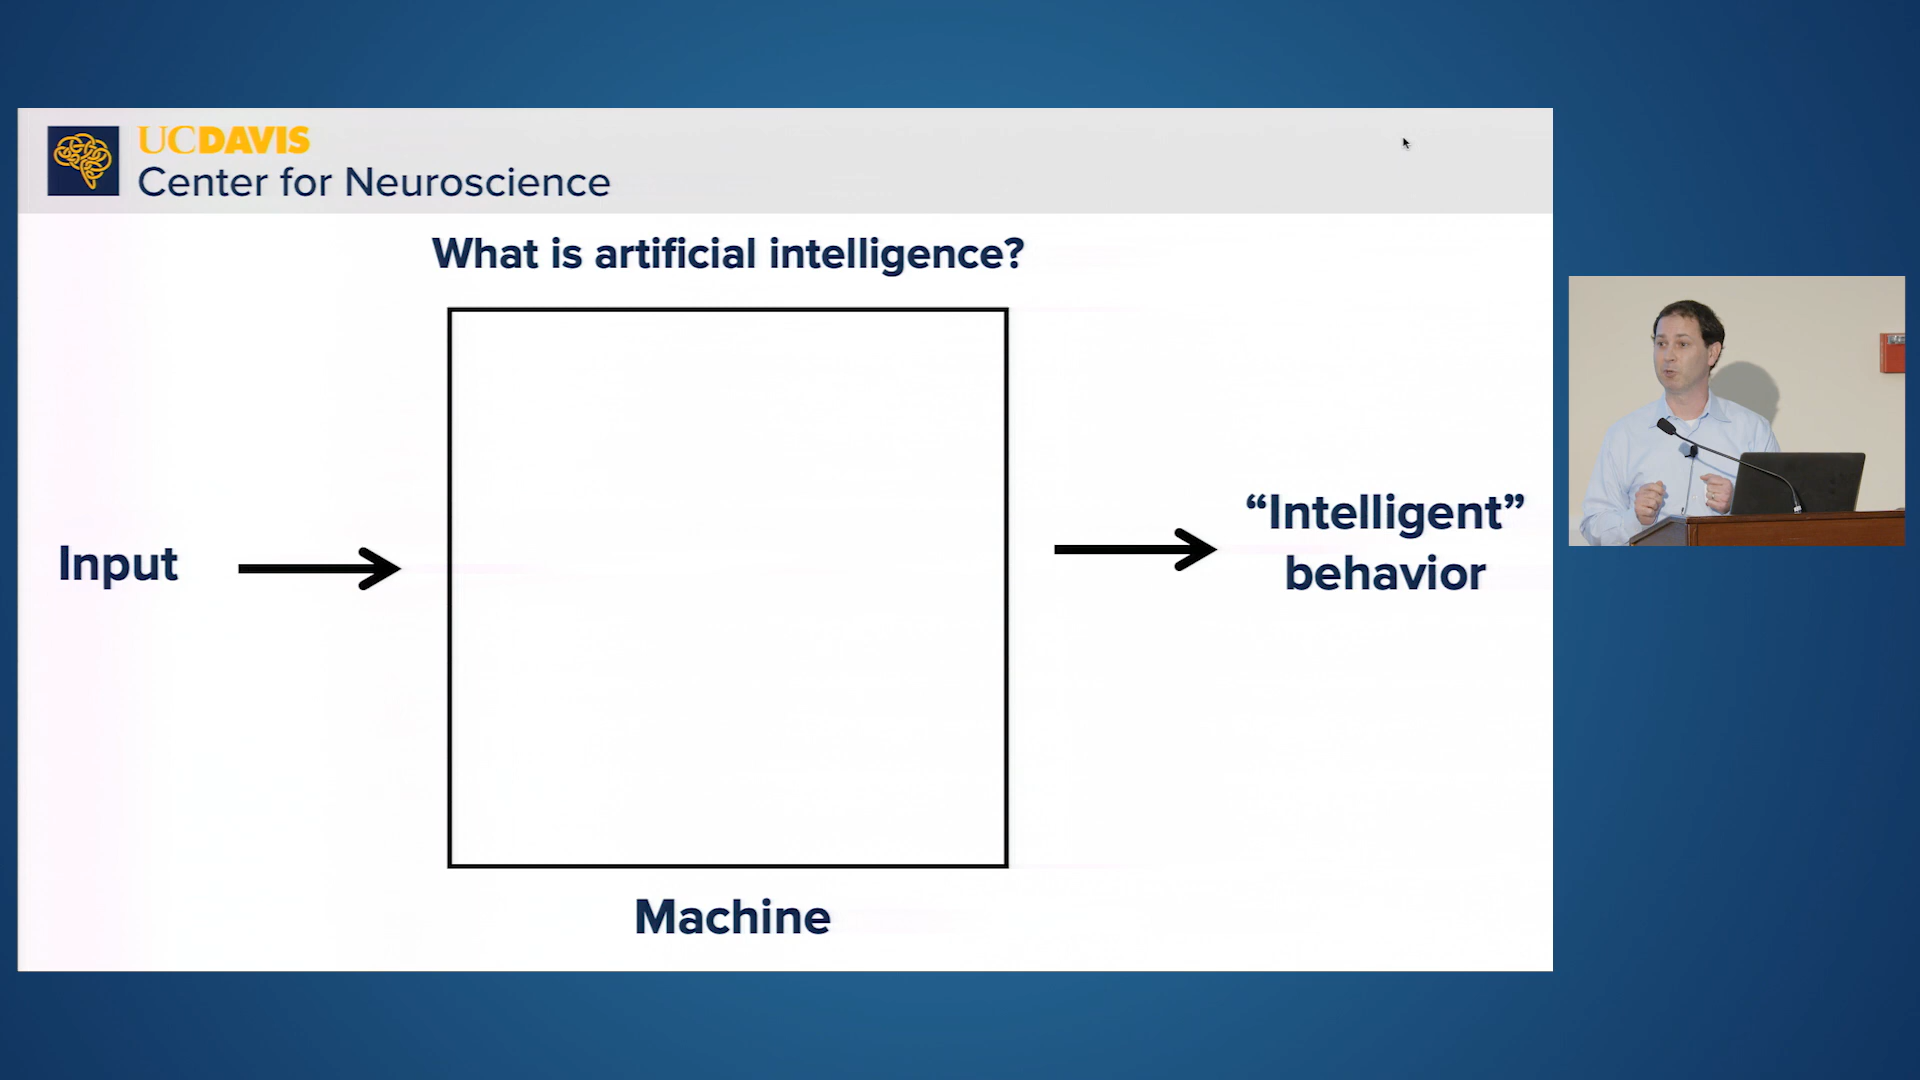 UCDAVIS
Center for Neuroscience
What is artificial intelligence?
Input
“Intelligent”
behavior
Machine